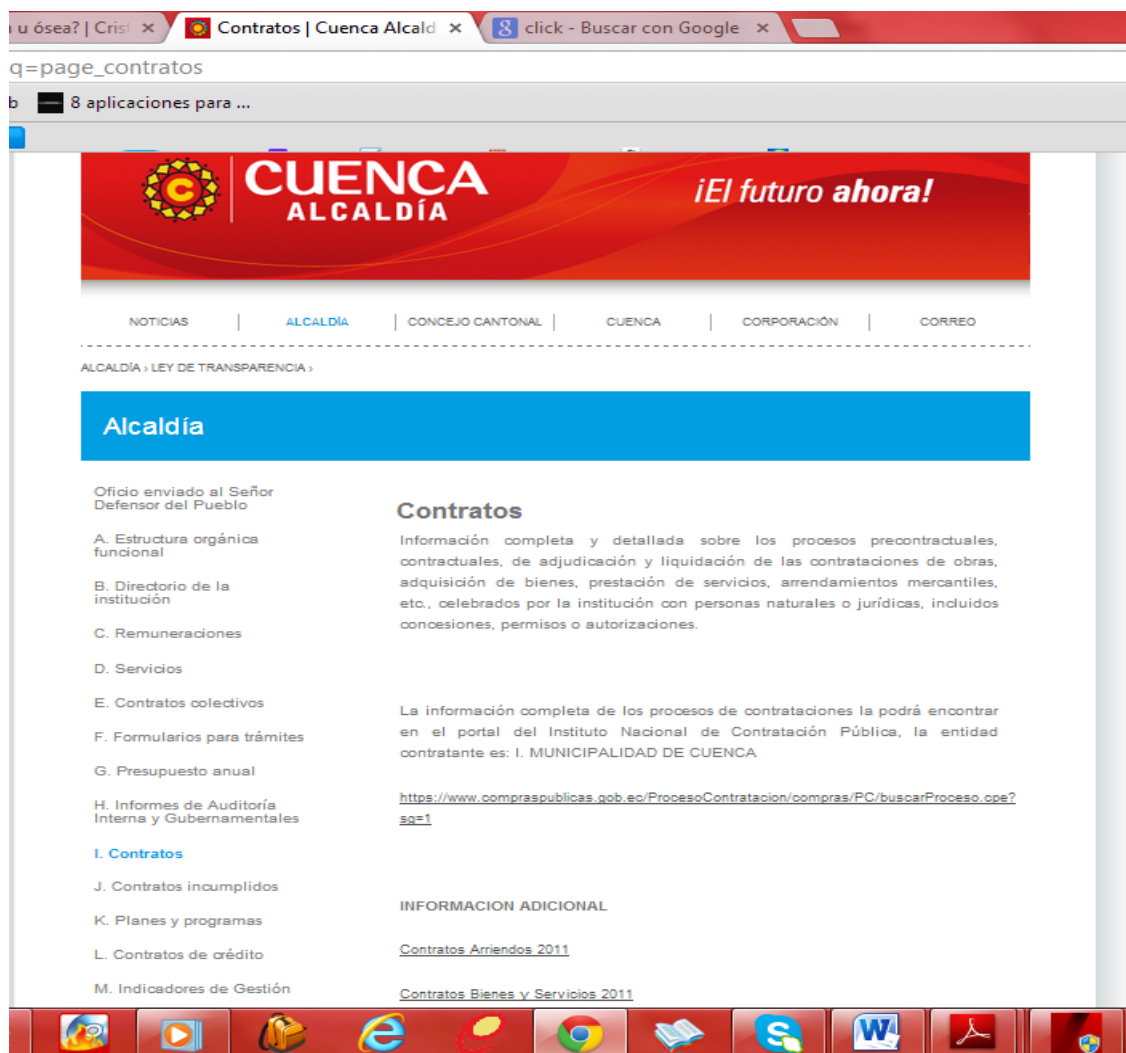 u ósea? | Cris
Contratos | Cuenca Alcald
click - Buscar con Google
q=page_contratos
8 aplicaciones para ...
CUENCA
ALCALDÍA
¡El futuro ahora!
NOTICIAS | ALCALDÍA | CONCEJO CANTONAL | CUENCA | CORPORACIÓN | CORREO
ALCALDÍA › LEY DE TRANSPARENCIA ›
Alcaldía
Oficio enviado al Señor
Defensor del Pueblo
A. Estructura orgánica
funcional
B. Directorio de la
institución
C. Remuneraciones
D. Servicios
E. Contratos colectivos
F. Formularios para trámites
G. Presupuesto anual
H. Informes de Auditoría
Interna y Gubernamentales
I. Contratos
J. Contratos incumplidos
K. Planes y programas
L. Contratos de crédito
M. Indicadores de Gestión
Contratos
Información completa y detallada sobre los procesos precontractuales,
contractuales, de adjudicación y liquidación de las contrataciones de obras,
adquisición de bienes, prestación de servicios, arrendamientos mercantiles,
etc., celebrados por la institución con personas naturales o jurídicas, incluidos
concesiones, permisos o autorizaciones.
La información completa de los procesos de contrataciones la podrá encontrar
en el portal del Instituto Nacional de Contratación Pública, la entidad
contratante es: I. MUNICIPALIDAD DE CUENCA
https://www.compraspublicas.gob.ec/ProcesoContratacion/compras/PC/buscarProceso.cpe?
sg=1
INFORMACION ADICIONAL
Contratos Arriendos 2011
Contratos Bienes y Servicios 2011